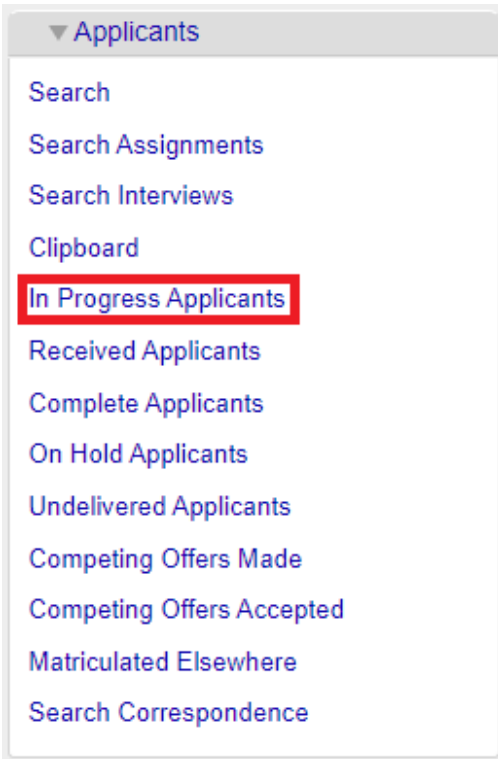 Applicants
Search
Search Assignments
Search Interviews
Clipboard
In Progress Applicants
Received Applicants
Complete Applicants
On Hold Applicants
Undelivered Applicants
Competing Offers Made
Competing Offers Accepted
Matriculated Elsewhere
Search Correspondence